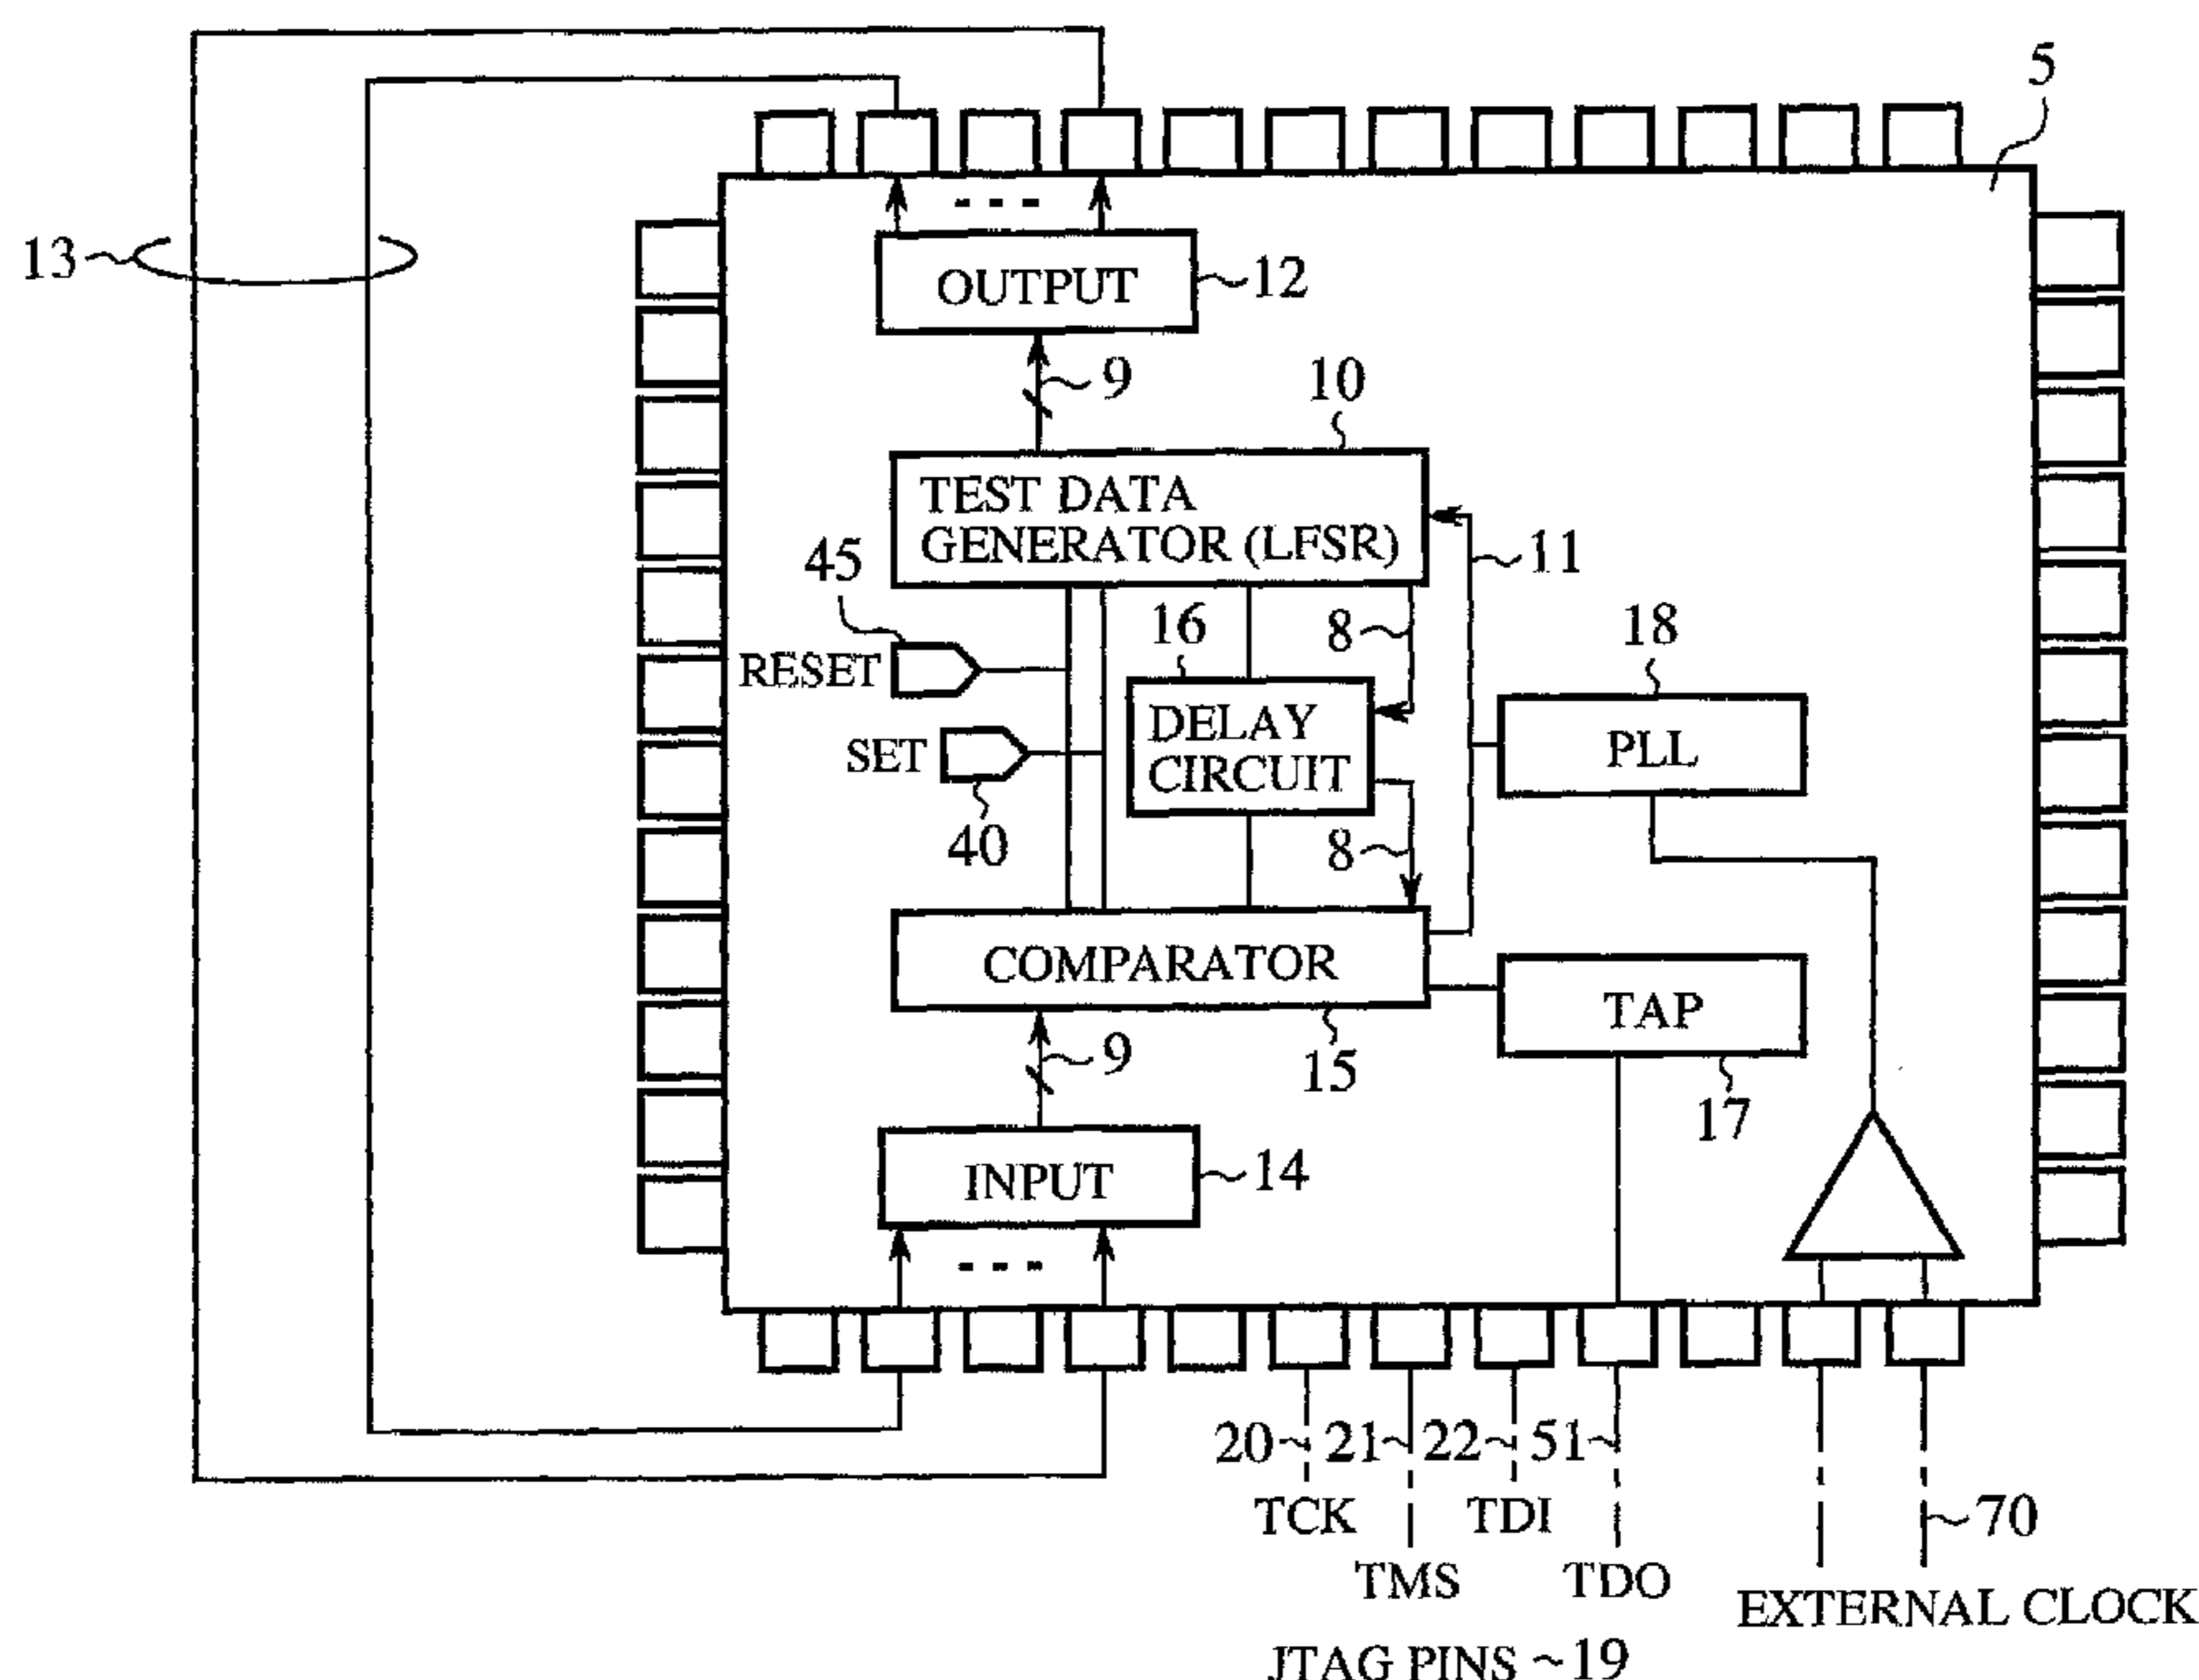 5
13
OUTPUT
12
9
10
TEST DATA
GENERATOR (LFSR)
11
45
RESET
16
8
18
DELAY
CIRCUIT
PLL
SET
40
8
COMPARATOR
TAP
9
15
17
INPUT
14
20 21 22 51
TCK TDI
70
TMS TDO
EXTERNAL CLOCK
JTAG PINS ~19